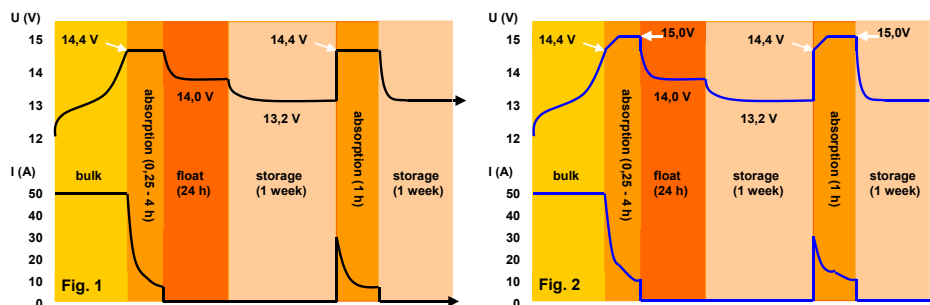 U (V)
15
14
13
12
I (A)
50
40
30
20
10
0
14,4 V
14,0 V
13,2 V
14,4 V
bulk
absorption (0,25 - 4 h)
float
(24 h)
storage
(1 week)
absorption (1 h)
storage
(1 week)
Fig. 1
U (V)
15
14
13
12
I (A)
50
40
30
20
10
0
14,4 V
15,0V
14,0 V
13,2 V
14,4 V
15,0V
bulk
absorption (0,25 - 4 h)
float
(24 h)
storage
(1 week)
absorption (1 h)
storage
(1 week)
Fig. 2